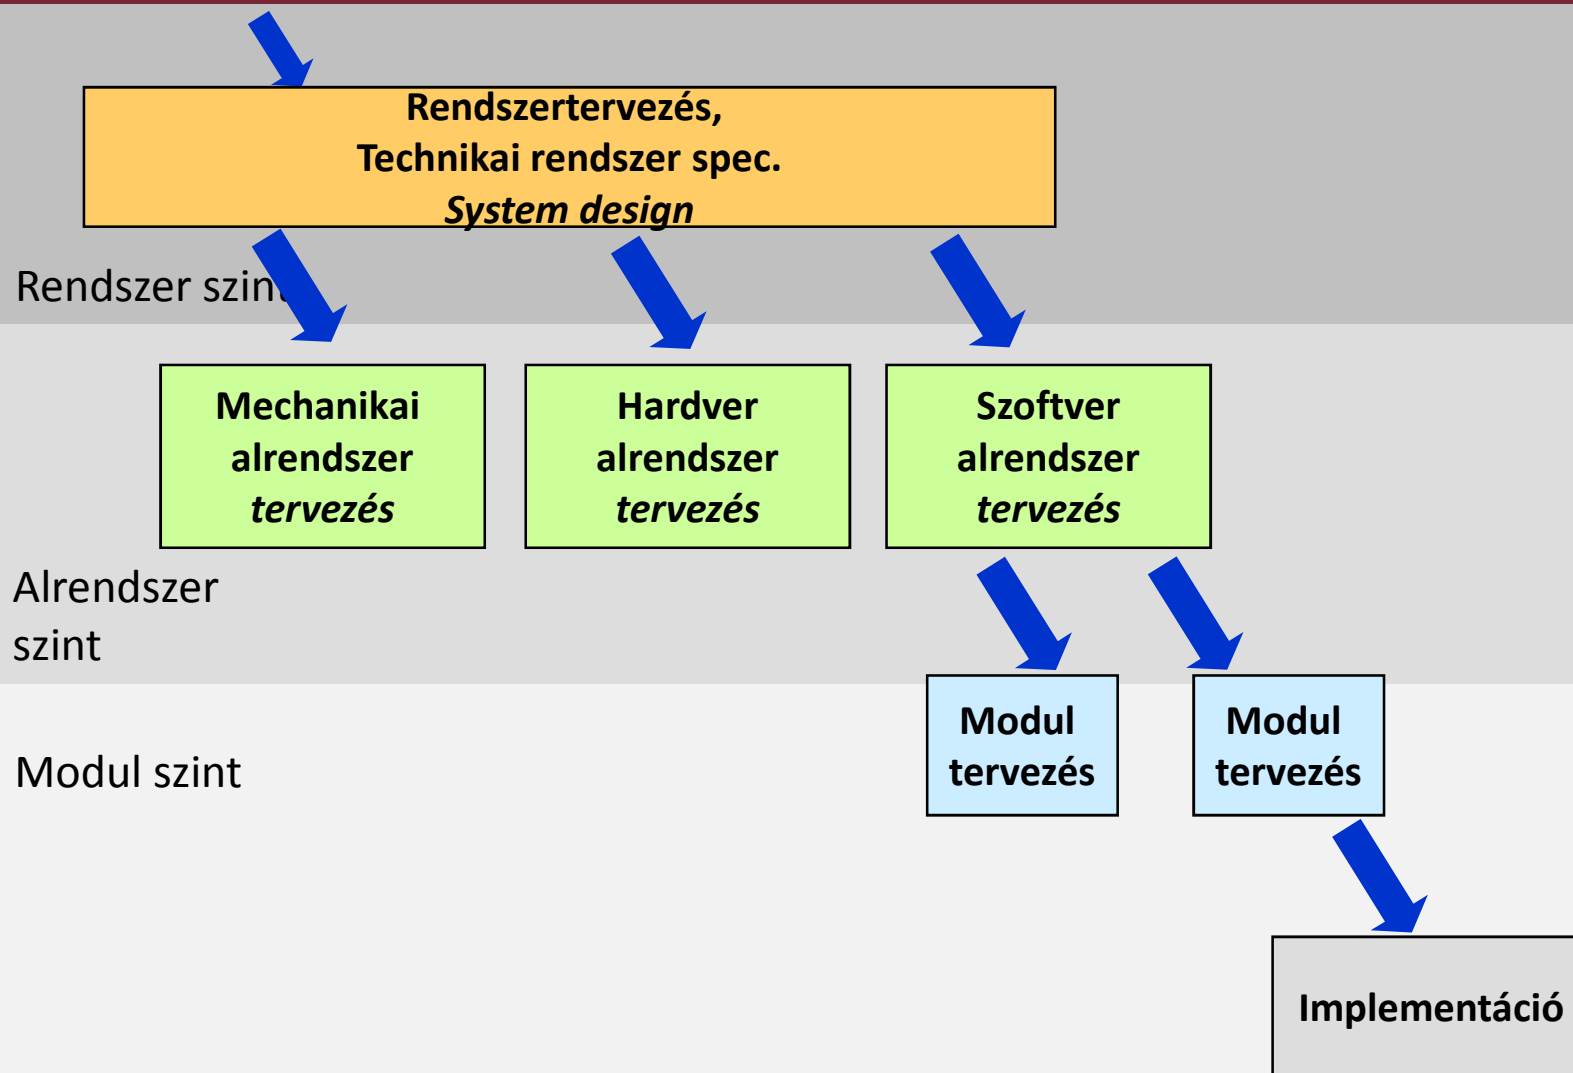 Rendszertervezés,
Technikai rendszer spec.
System design
Rendszer szint
Mechanikai
alrendszer
tervezés
Hardver
alrendszer
tervezés
Szoftver
alrendszer
tervezés
Alrendszer
szint
Modul
tervezés
Modul
tervezés
Modul szint
Implementáció